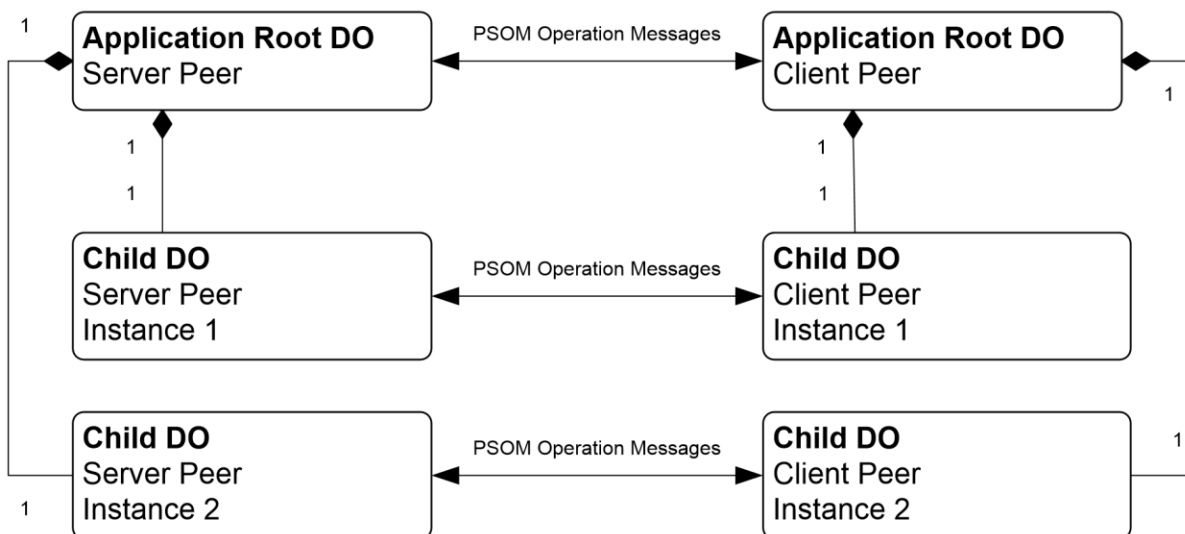 1
Application Root DO
Server Peer
PSOM Operation Messages
Application Root DO
Client Peer
1
1
1
1
1
Child DO
Server Peer
Instance 1
PSOM Operation Messages
Child DO
Client Peer
Instance 1
Child DO
Server Peer
Instance 2
PSOM Operation Messages
Child DO
Client Peer
Instance 2
1
1